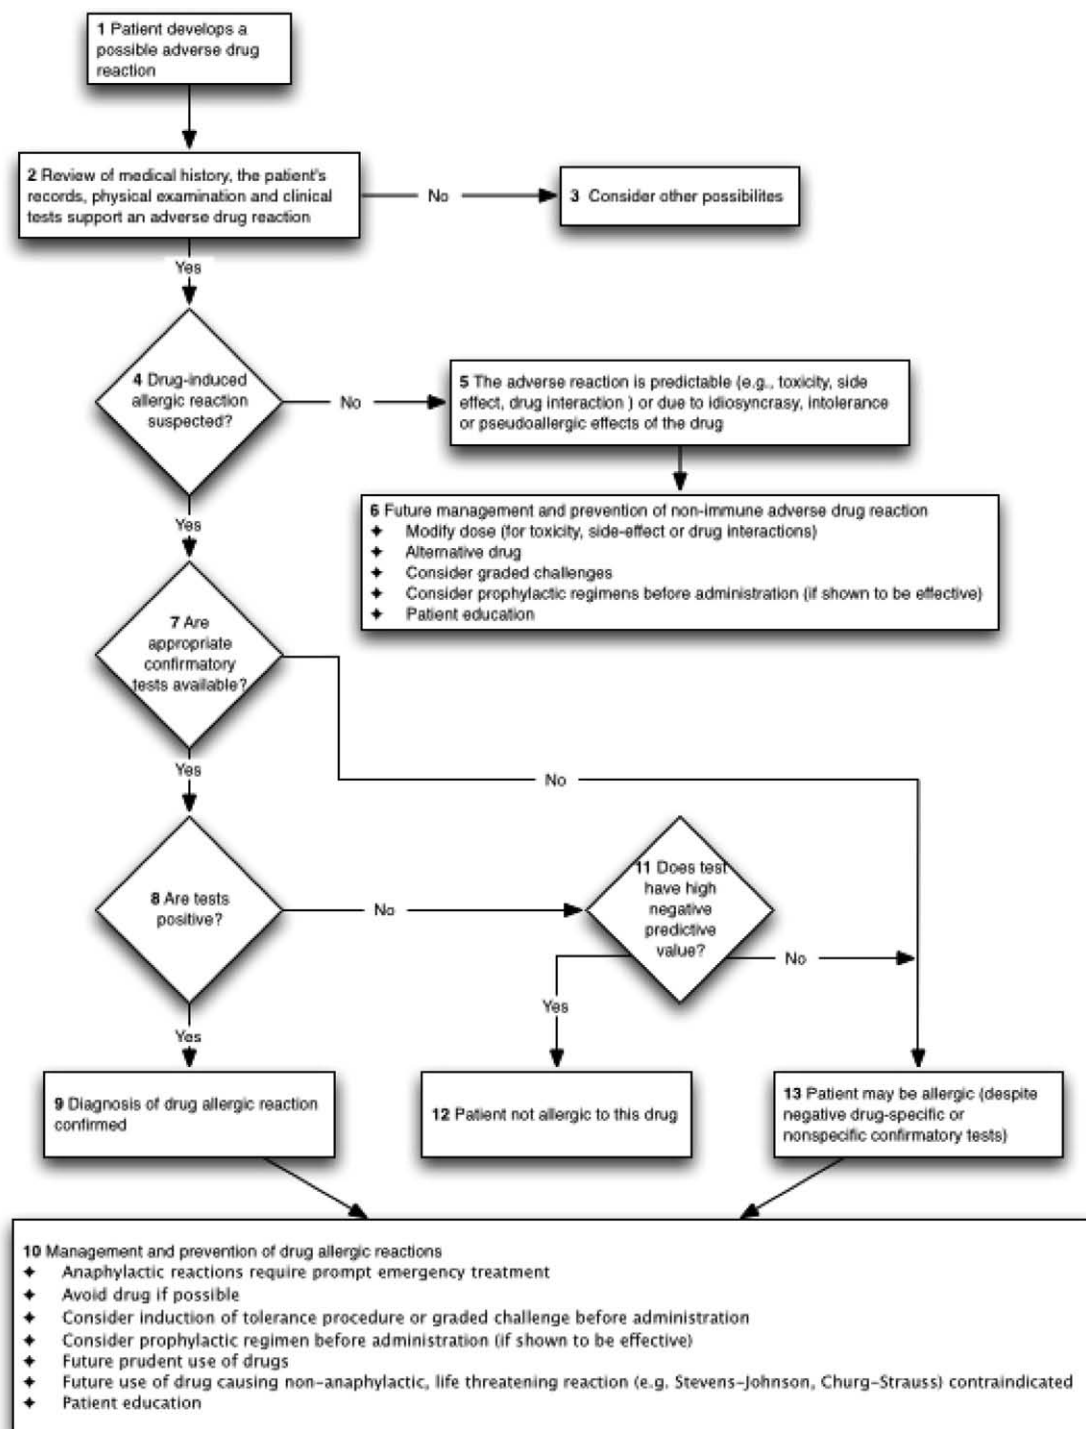 1 Patient develops a
possible adverse drug
reaction
2 Review of medical history, the patient's
records, physical examination and clinical
tests support an adverse drug reaction
No
3 Consider other possibilites
Yes
4 Drug-induced
allergic reaction
suspected?
No
5 The adverse reaction is predictable (e.g., toxicity, side
effect, drug interaction ) or due to idiosyncrasy, intolerance
or pseudoallergic effects of the drug
Yes
6 Future management and prevention of non-immune adverse drug reaction
✦ Modify dose (for toxicity, side-effect or drug interactions)
✦ Alternative drug
✦ Consider graded challenges
✦ Consider prophylactic regimens before administration (if shown to be effective)
✦ Patient education
7 Are
appropriate
confirmatory
tests available?
Yes
No
8 Are tests
positive?
No
11 Does test
have high
negative
predictive
value?
No
Yes
Yes
9 Diagnosis of drug allergic reaction
confirmed
12 Patient not allergic to this drug
13 Patient may be allergic (despite
negative drug-specific or
nonspecific confirmatory tests)
10 Management and prevention of drug allergic reactions
✦ Anaphylactic reactions require prompt emergency treatment
✦ Avoid drug if possible
✦ Consider induction of tolerance procedure or graded challenge before administration
✦ Consider prophylactic regimen before administration (if shown to be effective)
✦ Future prudent use of drugs
✦ Future use of drug causing non-anaphylactic, life threatening reaction (e.g. Stevens-Johnson, Churg-Strauss) contraindicated
✦ Patient education